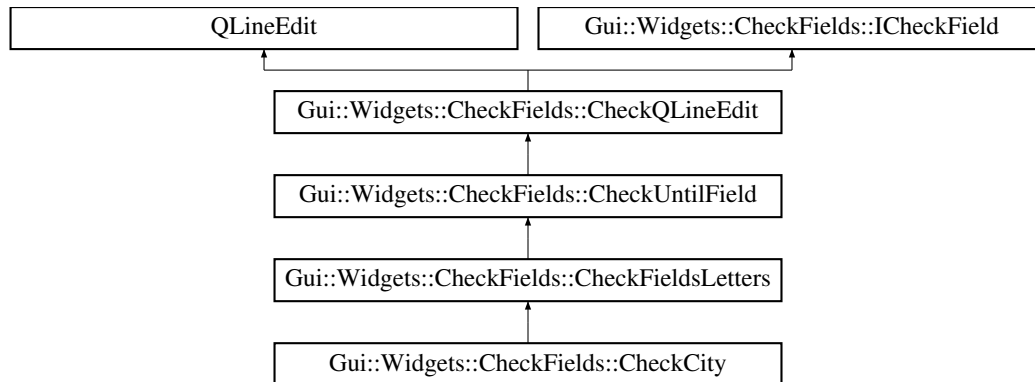 QLineEdit
Gui::Widgets::CheckFields::ICheckField
Gui::Widgets::CheckFields::CheckQLineEdit
Gui::Widgets::CheckFields::CheckUntilField
Gui::Widgets::CheckFields::CheckFieldsLetters
Gui::Widgets::CheckFields::CheckCity